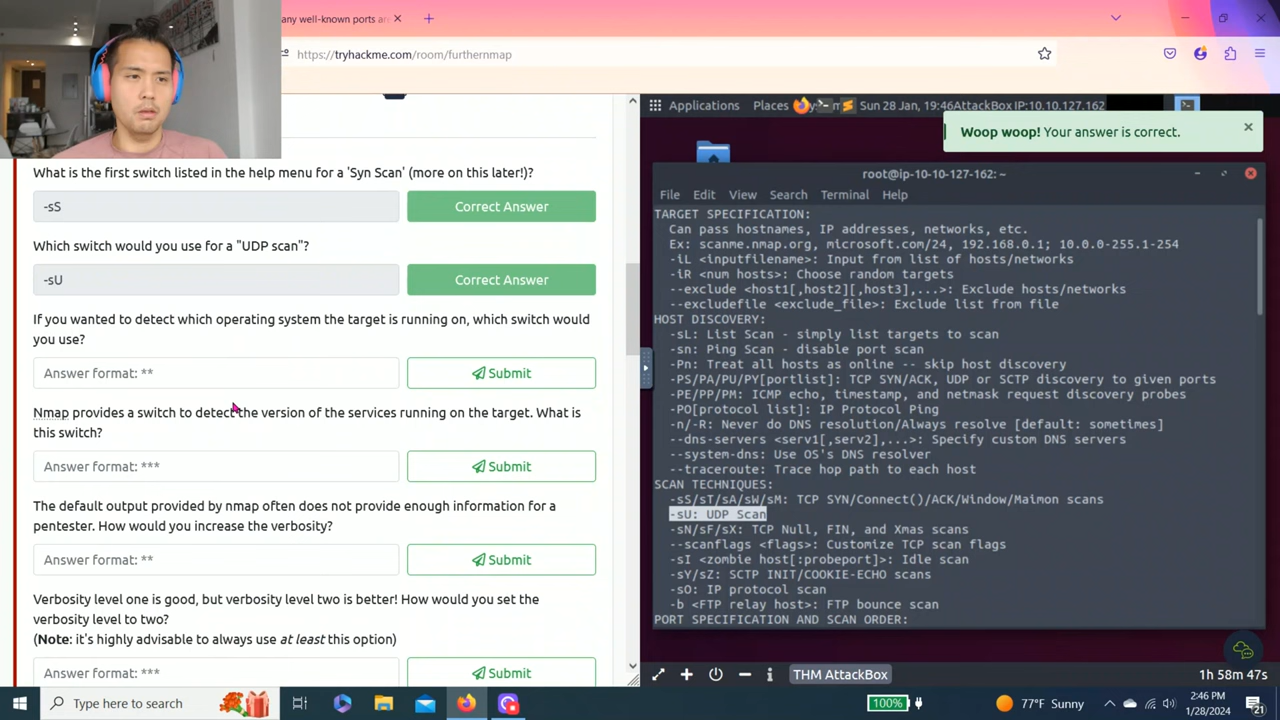 any well-known ports ar
https://tryhackme.com/room/furthernmap
What is the first switch listed in the help menu for a 'Syn Scan' (more on this later!)?
-sS
Correct Answer
Which switch would you use for a "UDP scan"?
-sU
Correct Answer
If you wanted to detect which operating system the target is running on, which switch would
you use?
Answer format: **
Submit
Nmap provides a switch to detect the version of the services running on the target. What is
this switch?
Answer format: ***
Submit
The default output provided by nmap often does not provide enough information for a
pentester. How would you increase the verbosity?
Answer format: **
Submit
Verbosity level one is good, but verbosity level two is better! How would you set the
verbosity level to two?
(Note: it's highly advisable to always use at least this option)
Answer format: ***
Submit
Applications Places Sun 28 Jan, 19:46 AttackBox IP:10.10.127.162
Woop woop! Your answer is correct.
root@ip-10-10-127-162: ~
File Edit View Search Terminal Help
TARGET SPECIFICATION:
Can pass hostnames, IP addresses, networks, etc.
Ex: scanme.nmap.org, microsoft.com/24, 192.168.0.1; 10.0.0-255.1-254
-iL <inputfilename>: Input from list of hosts/networks
-iR <num hosts>: Choose random targets
--exclude <host1[,host2][,host3],...>: Exclude hosts/networks
--excludefile <exclude_file>: Exclude list from file
HOST DISCOVERY:
-sL: List Scan - simply list targets to scan
-sn: Ping Scan - disable port scan
-Pn: Treat all hosts as online -- skip host discovery
-PS/PA/PU/PY[portlist]: TCP SYN/ACK, UDP or SCTP discovery to given ports
-PE/PP/PM: ICMP echo, timestamp, and netmask request discovery probes
-PO[protocol list]: IP Protocol Ping
-n/-R: Never do DNS resolution/Always resolve [default: sometimes]
--dns-servers <serv1[,serv2],...>: Specify custom DNS servers
--system-dns: Use OS's DNS resolver
--traceroute: Trace hop path to each host
SCAN TECHNIQUES:
-sS/sT/sA/sW/sM: TCP SYN/Connect()/ACK/Window/Maimon scans
-sU: UDP Scan
-sN/sF/sX: TCP Null, FIN, and Xmas scans
--scanflags <flags>: Customize TCP scan flags
-sI <zombie host[:probeport]>: Idle scan
-sY/sZ: SCTP INIT/COOKIE-ECHO scans
-sO: IP protocol scan
-b <FTP relay host>: FTP bounce scan
PORT SPECIFICATION AND SCAN ORDER:
THM AttackBox
1h 58m 47s
Type here to search
100%
77°F Sunny
2:46 PM
1/28/2024
21